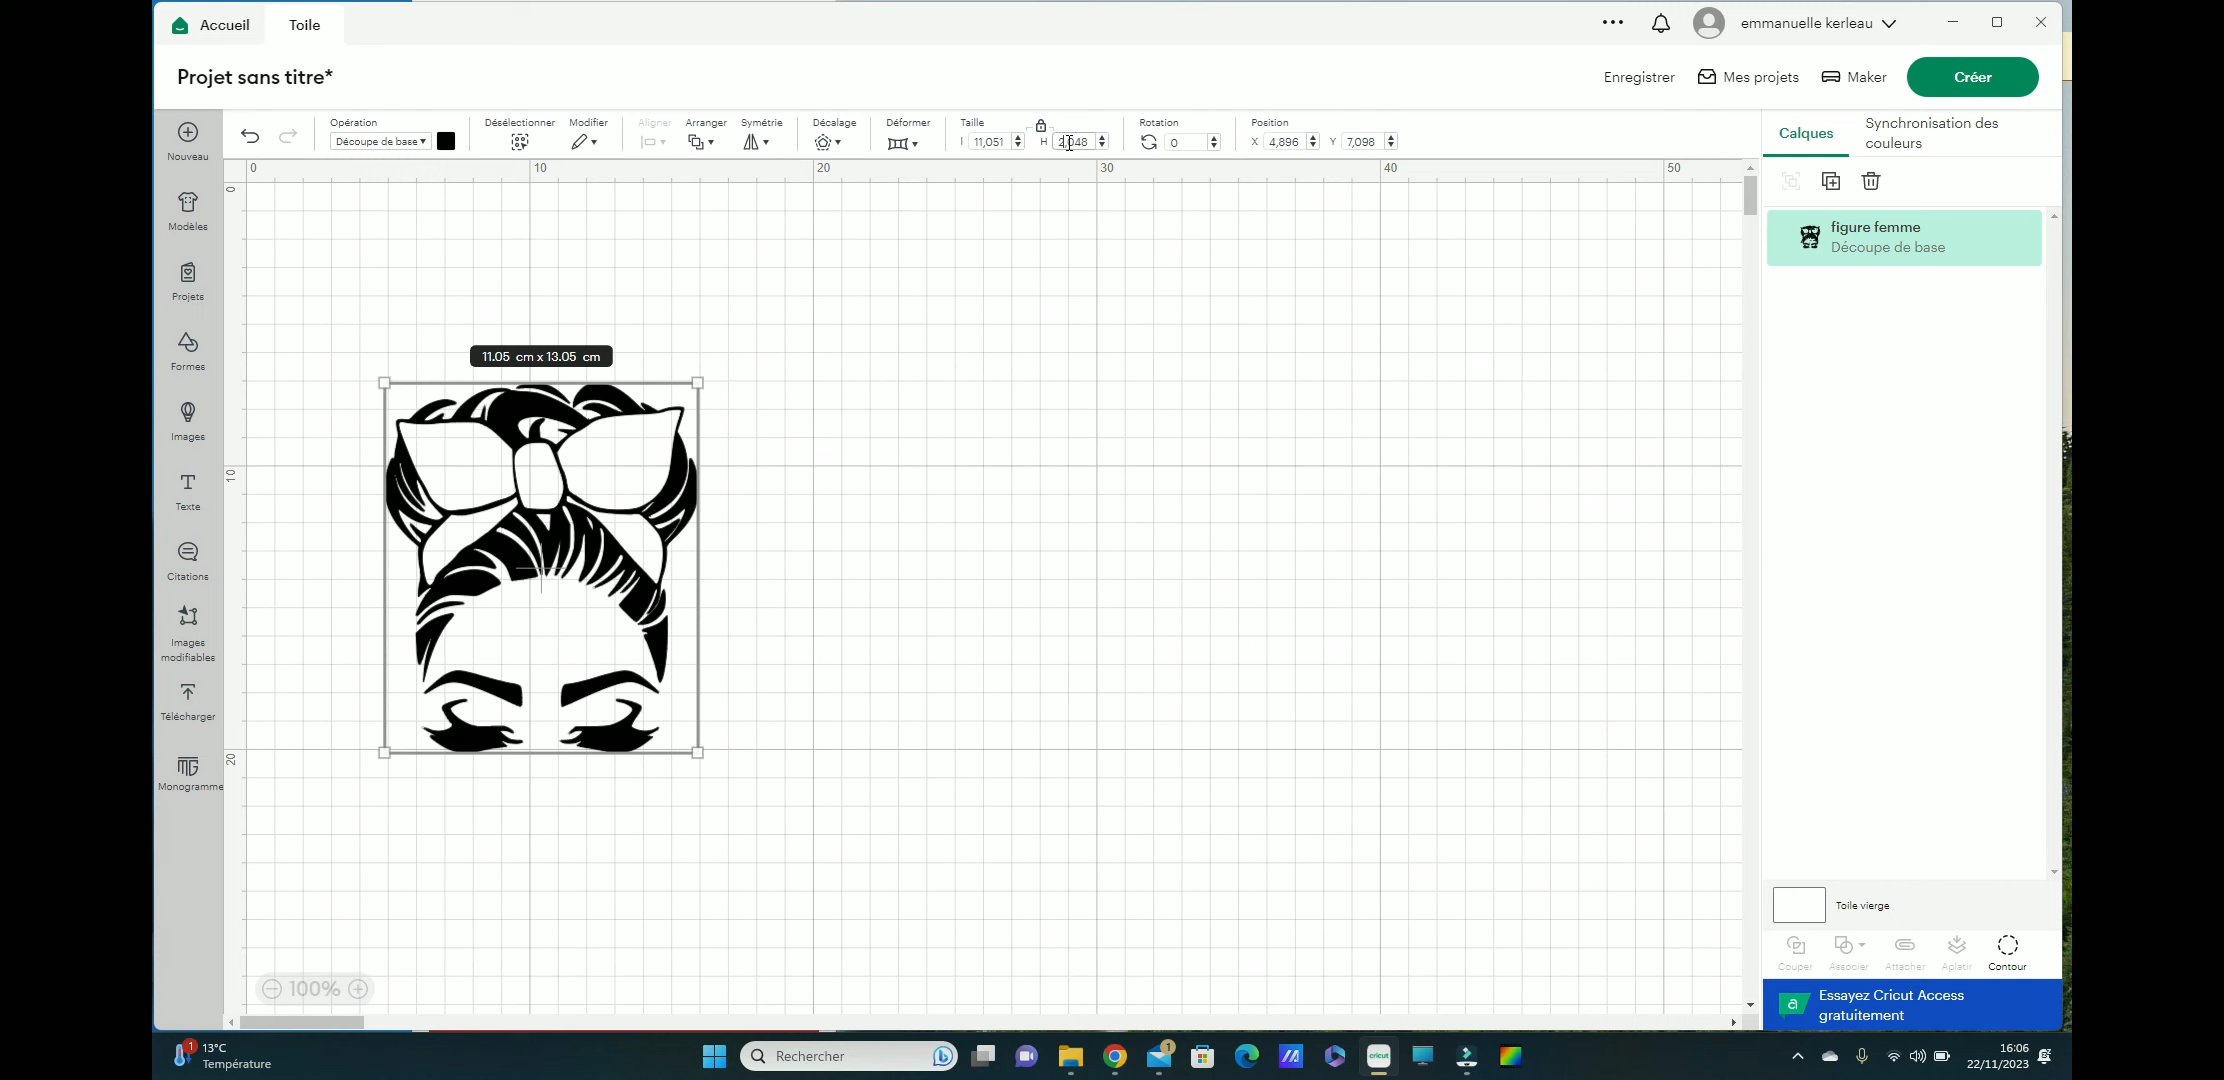 Accueil
Toile
emmanuelle kerleau
Projet sans titre*
Enregistrer
Mes projets
Maker
Créer
Nouveau
Modèles
Projets
Formes
Images
Texte
Citations
Images
modifiables
Télécharger
Monogramme
Opération
Découpe de base
Désélectionner
Modifier
Aligner
Arranger
Symétrie
Décalage
Déformer
Taille
l 11,051
H
Rotation
0
Position
X 4,896
Y 7,098
0 10 20 30 40 50
0
10
20
11.05 cm x 13.05 cm
100%
Calques
Synchronisation des
couleurs
figure femme
Découpe de base
Toile vierge
Couper
Associer
Attacher
Aplatir
Contour
a
Essayez Cricut Access
gratuitement
1
13°C
Température
Rechercher
1
cricut
16:06
22/11/2023